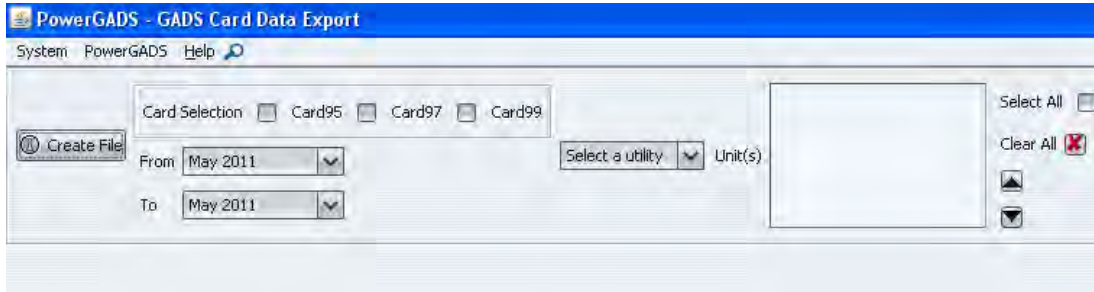 PowerGADS - GADS Card Data Export
System PowerGADS Help
Card Selection Card95 Card97 Card99
Select All
Create File
Clear All
From May 2011
Select a utility Unit(s)
To May 2011